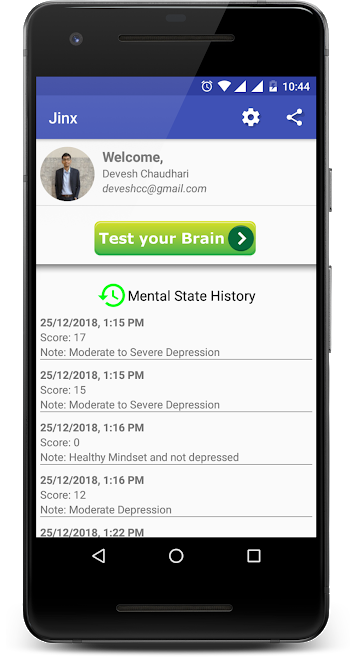 10:44
Jinx
Welcome,
Devesh Chaudhari
deveshcc@gmail.com
Test your Brain
Mental State History
25/12/2018, 1:15 PM
Score: 17
Note: Moderate to Severe Depression
25/12/2018, 1:15 PM
Score: 15
Note: Moderate to Severe Depression
25/12/2018, 1:16 PM
Score: 0
Note: Healthy Mindset and not depressed
25/12/2018, 1:16 PM
Score: 12
Note: Moderate Depression
25/12/2018, 1:22 PM